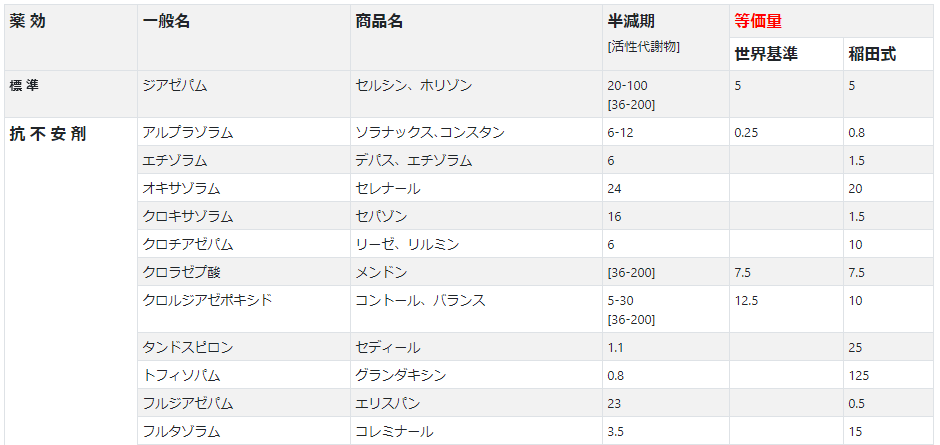 薬 効 一般名 商品名 半減期 等価量
[活性代謝物] 世界基準 稲田式
標 準 ジアゼパム セルシン、ホリゾン 20-100 5 5
[36-200]
抗 不 安 剤 アルプラゾラム ソラナックス､コンスタン 6-12 0.25 0.8
エチゾラム デパス、エチゾラム 6 1.5
オキサゾラム セレナール 24 20
クロキサゾラム セパゾン 16 1.5
クロチアゼパム リーゼ、リルミン 6 10
クロラゼプ酸 メンドン [36-200] 7.5 7.5
クロルジアゼポキシド コントール、バランス 5-30 12.5 10
[36-200]
タンドスピロン セディール 1.1 25
トフィソパム グランダキシン 0.8 125
フルジアゼパム エリスパン 23 0.5
フルタゾラム コレミナール 3.5 15